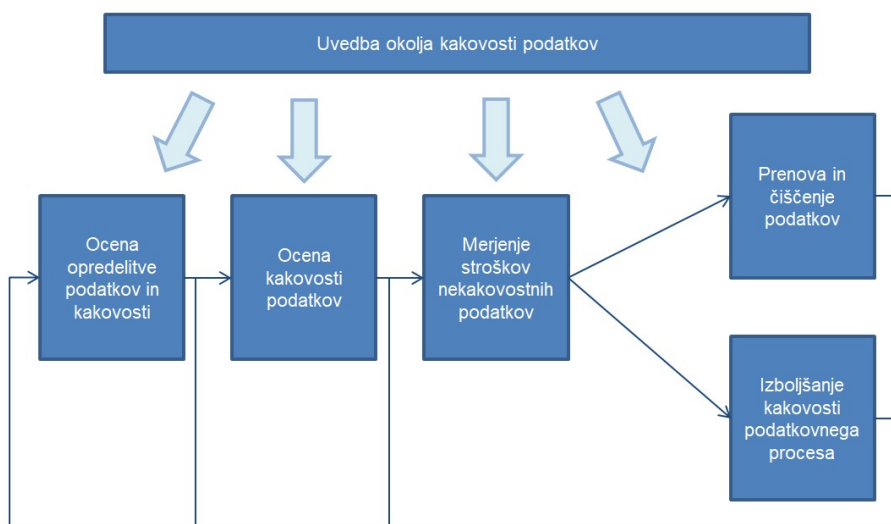 Uvedba okolja kakovosti podatkov
Ocena
opredelitve
podatkov in
kakovosti
Ocena
kakovosti
podatkov
Merjenje
stroškov
nekakovostnih
podatkov
Prenova in
čiščenje
podatkov
Izboljšanje
kakovosti
podatkovnega
procesa